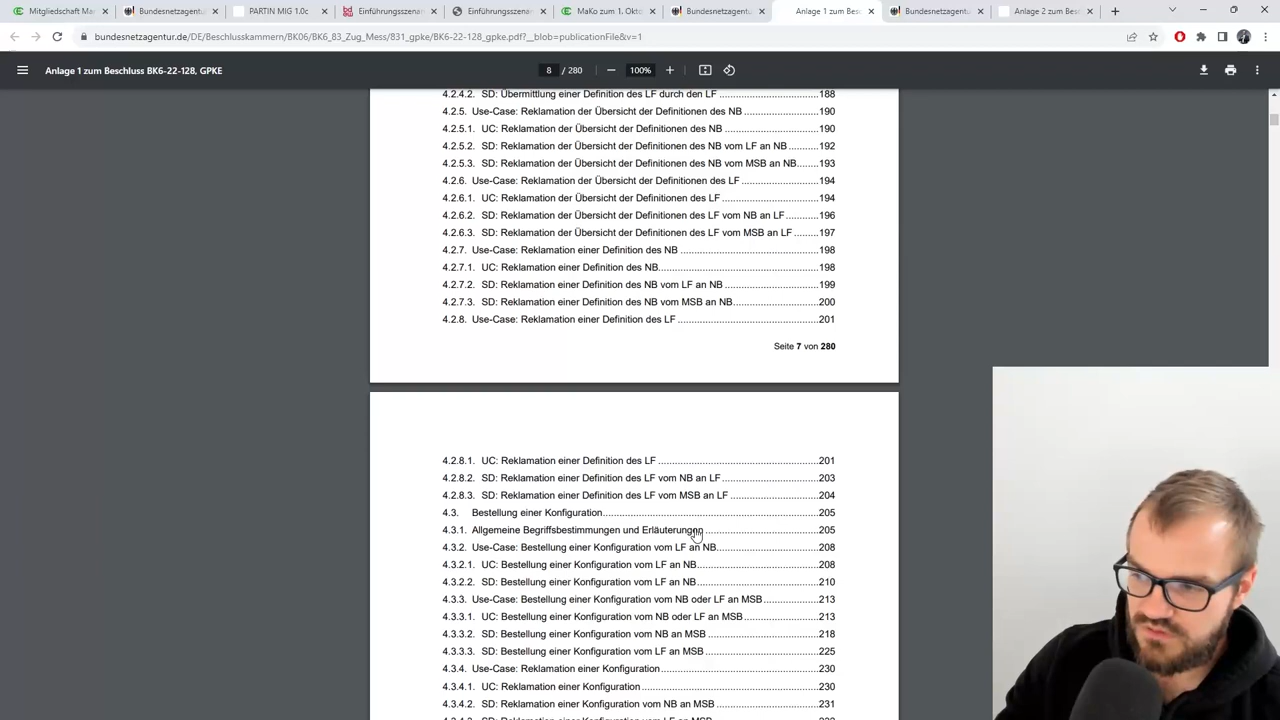 Mitgliedschaft Mar
Bundesnetzagentur
PARTIN MIG 1.0c
Einführungsszenar
Einführungsszenar
MaKo zum 1. Oktob
Bundesnetzagentur
Anlage 1 zum Besc
Bundesnetzagentur
Anlage 2 zum Besc
bundesnetzagentur.de/DE/Beschlusskammern/BK06/BK6_83_Zug_Mess/831_gpke/BK6-22-128_gpke.pdf?__blob=publicationFile&v=1
Anlage 1 zum Beschluss BK6-22-128, GPKE
8 / 280
100%
4.2.4.2. SD: Übermittlung einer Definition des LF durch den LF ........ 188
4.2.5. Use-Case: Reklamation der Übersicht der Definitionen des NB ........ 190
4.2.5.1. UC: Reklamation der Übersicht der Definitionen des NB ........ 190
4.2.5.2. SD: Reklamation der Übersicht der Definitionen des NB vom LF an NB ........ 192
4.2.5.3. SD: Reklamation der Übersicht der Definitionen des NB vom MSB an NB ........ 193
4.2.6. Use-Case: Reklamation der Übersicht der Definitionen des LF ........ 194
4.2.6.1. UC: Reklamation der Übersicht der Definitionen des LF ........ 194
4.2.6.2. SD: Reklamation der Übersicht der Definitionen des LF vom NB an LF ........ 196
4.2.6.3. SD: Reklamation der Übersicht der Definitionen des LF vom MSB an LF ........ 197
4.2.7. Use-Case: Reklamation einer Definition des NB ........ 198
4.2.7.1. UC: Reklamation einer Definition des NB ........ 198
4.2.7.2. SD: Reklamation einer Definition des NB vom LF an NB ........ 199
4.2.7.3. SD: Reklamation einer Definition des NB vom MSB an NB ........ 200
4.2.8. Use-Case: Reklamation einer Definition des LF ........ 201
Seite 7 von 280
4.2.8.1. UC: Reklamation einer Definition des LF ........ 201
4.2.8.2. SD: Reklamation einer Definition des LF vom NB an LF ........ 203
4.2.8.3. SD: Reklamation einer Definition des LF vom MSB an LF ........ 204
4.3. Bestellung einer Konfiguration ........ 205
4.3.1. Allgemeine Begriffsbestimmungen und Erläuterungen ........ 205
4.3.2. Use-Case: Bestellung einer Konfiguration vom LF an NB ........ 208
4.3.2.1. UC: Bestellung einer Konfiguration vom LF an NB ........ 208
4.3.2.2. SD: Bestellung einer Konfiguration vom LF an NB ........ 210
4.3.3. Use-Case: Bestellung einer Konfiguration vom NB oder LF an MSB ........ 213
4.3.3.1. UC: Bestellung einer Konfiguration vom NB oder LF an MSB ........ 213
4.3.3.2. SD: Bestellung einer Konfiguration vom NB an MSB ........ 218
4.3.3.3. SD: Bestellung einer Konfiguration vom LF an MSB ........ 225
4.3.4. Use-Case: Reklamation einer Konfiguration ........ 230
4.3.4.1. UC: Reklamation einer Konfiguration ........ 230
4.3.4.2. SD: Reklamation einer Konfiguration vom NB an MSB ........ 231